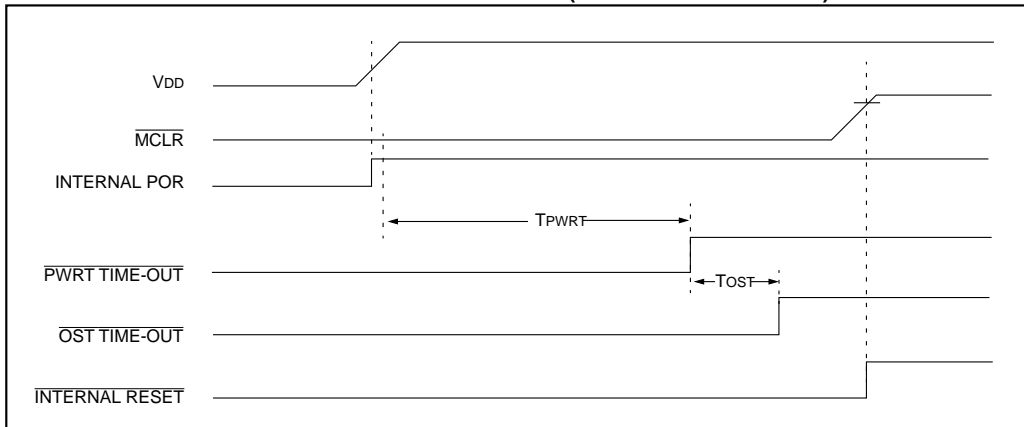 VDD
MCLR
INTERNAL POR
TPWRT
PWRT TIME-OUT
TOST
OST TIME-OUT
INTERNAL RESET